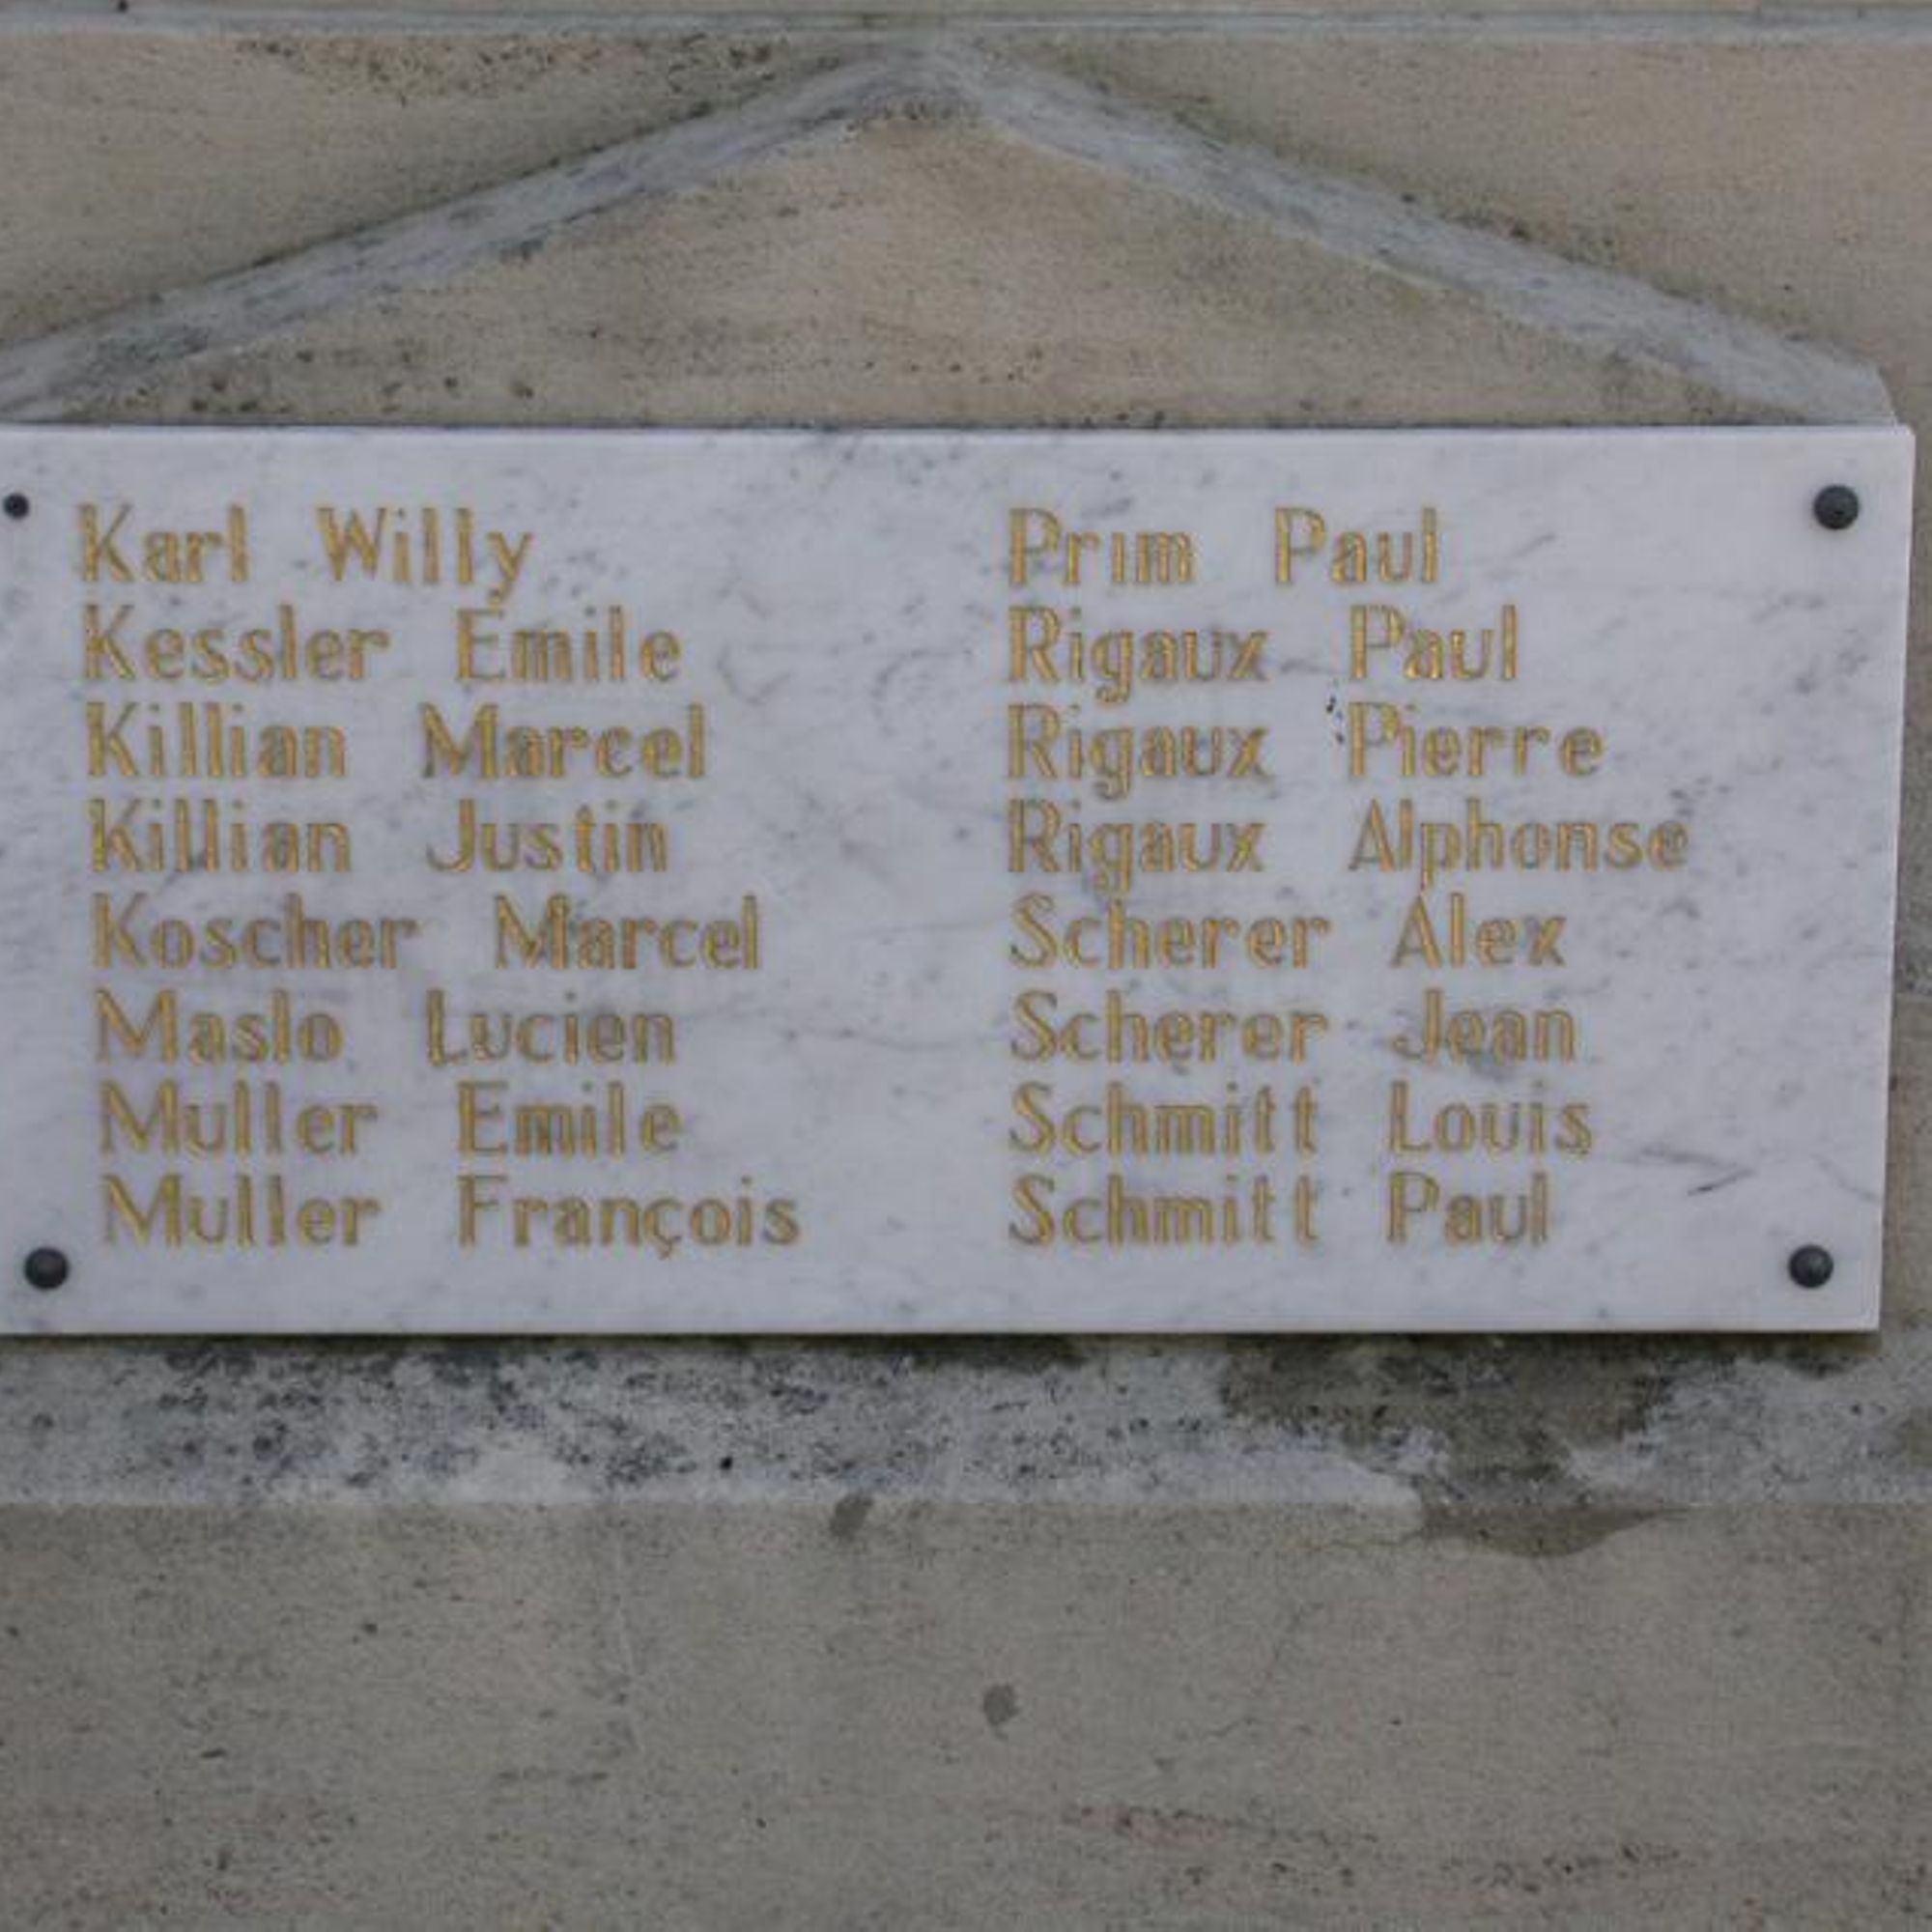 Karl Willy
Kessler Emile
Killian Marcel
Killian Justin
Koscher Marcel
Maslo Lucien
Muller Emile
Muller François
Prim Paul
Rigaux Paul
Rigaux Pierre
Rigaux Alphonse
Scherer Alex
Scherer Jean
Schmitt Louis
Schmitt Paul